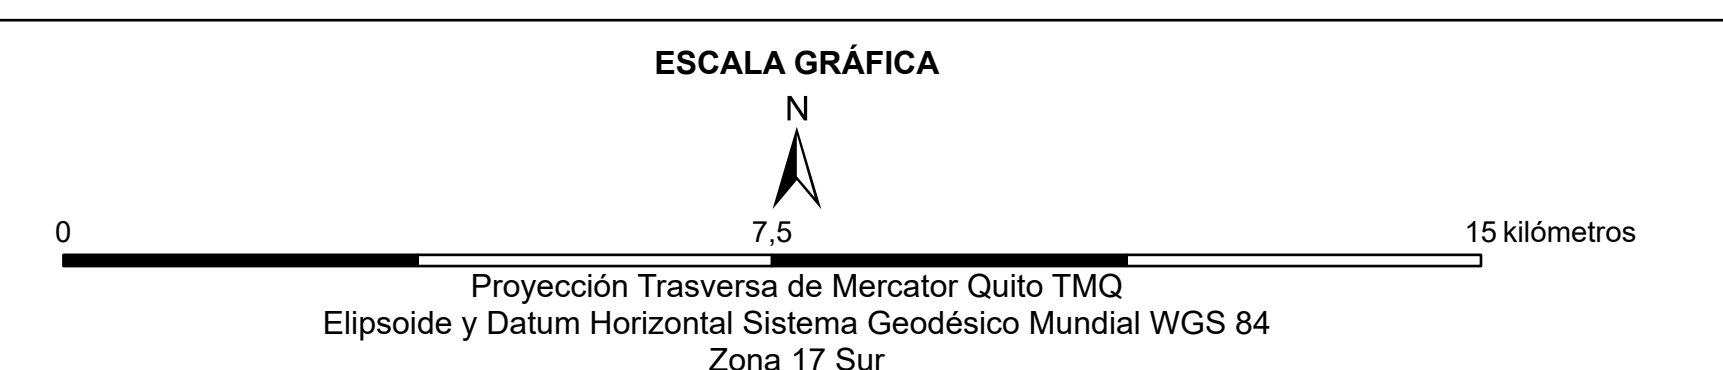 ESCALA GRÁFICA
N
0 7,5 15 kilómetros
Proyección Trasversa de Mercator Quito TMQ
Elipsoide y Datum Horizontal Sistema Geodésico Mundial WGS 84
Zona 17 Sur